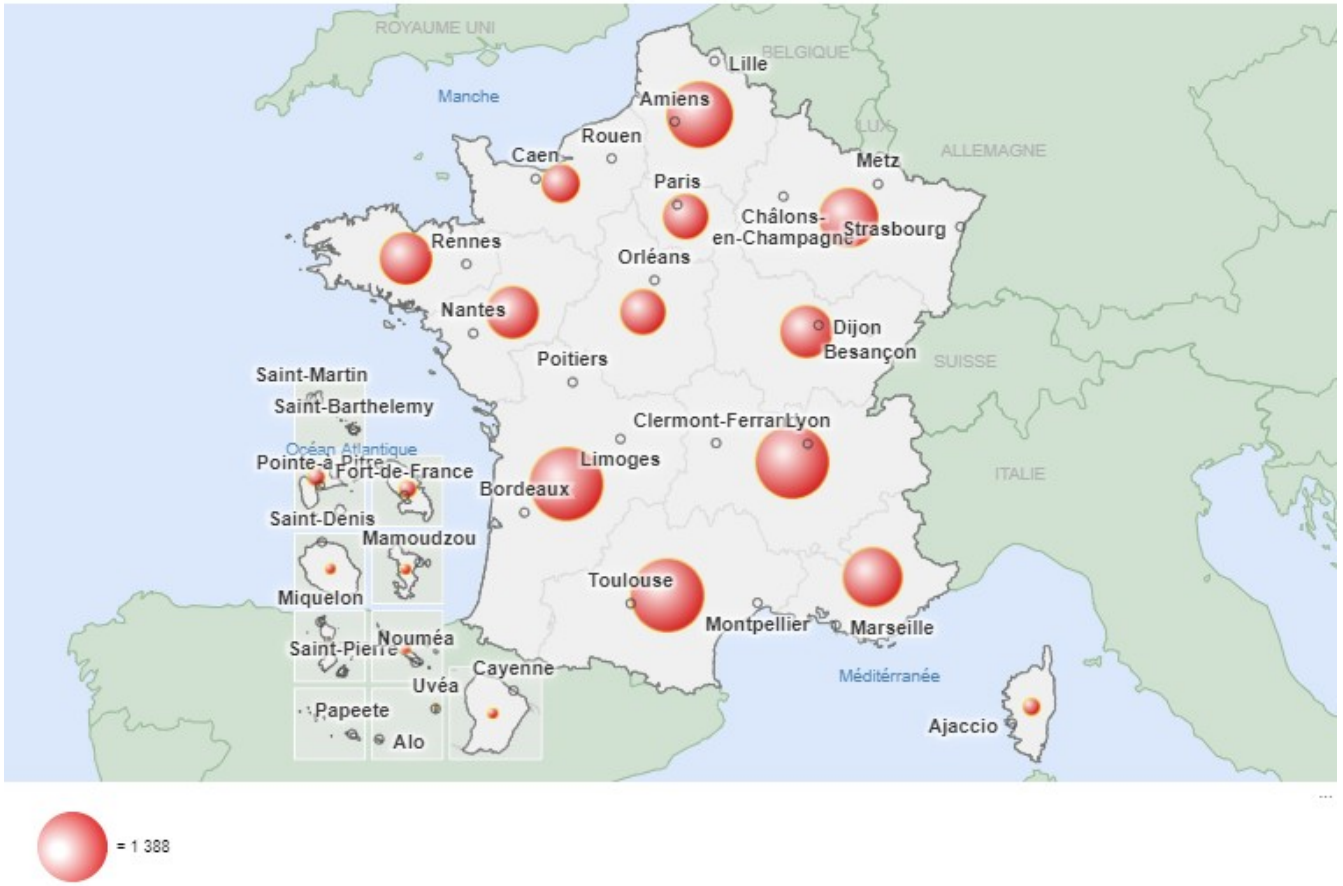 ROYAUME UNI
BELGIQUE
Lille
Manche
Amiens
LUX
Rouen
ALLEMAGNE
Caen
Metz
Paris
Châlons-
en-Champagne
Strasbourg
Rennes
Orléans
Nantes
Dijon
Besançon
Poitiers
SUISSE
Saint-Martin
Saint-Barthelemy
Clermont-Ferran
Lyon
Océan Atlantique
Limoges
Pointe-à-Pitre
Fort-de-France
ITALIE
Bordeaux
Saint-Denis
Mamoudzou
Toulouse
Miquelon
Montpellier
Marseille
Nouméa
Saint-Pierre
Cayenne
Méditérranée
Uvéa
Papeete
Ajaccio
Alo
...
= 1 388